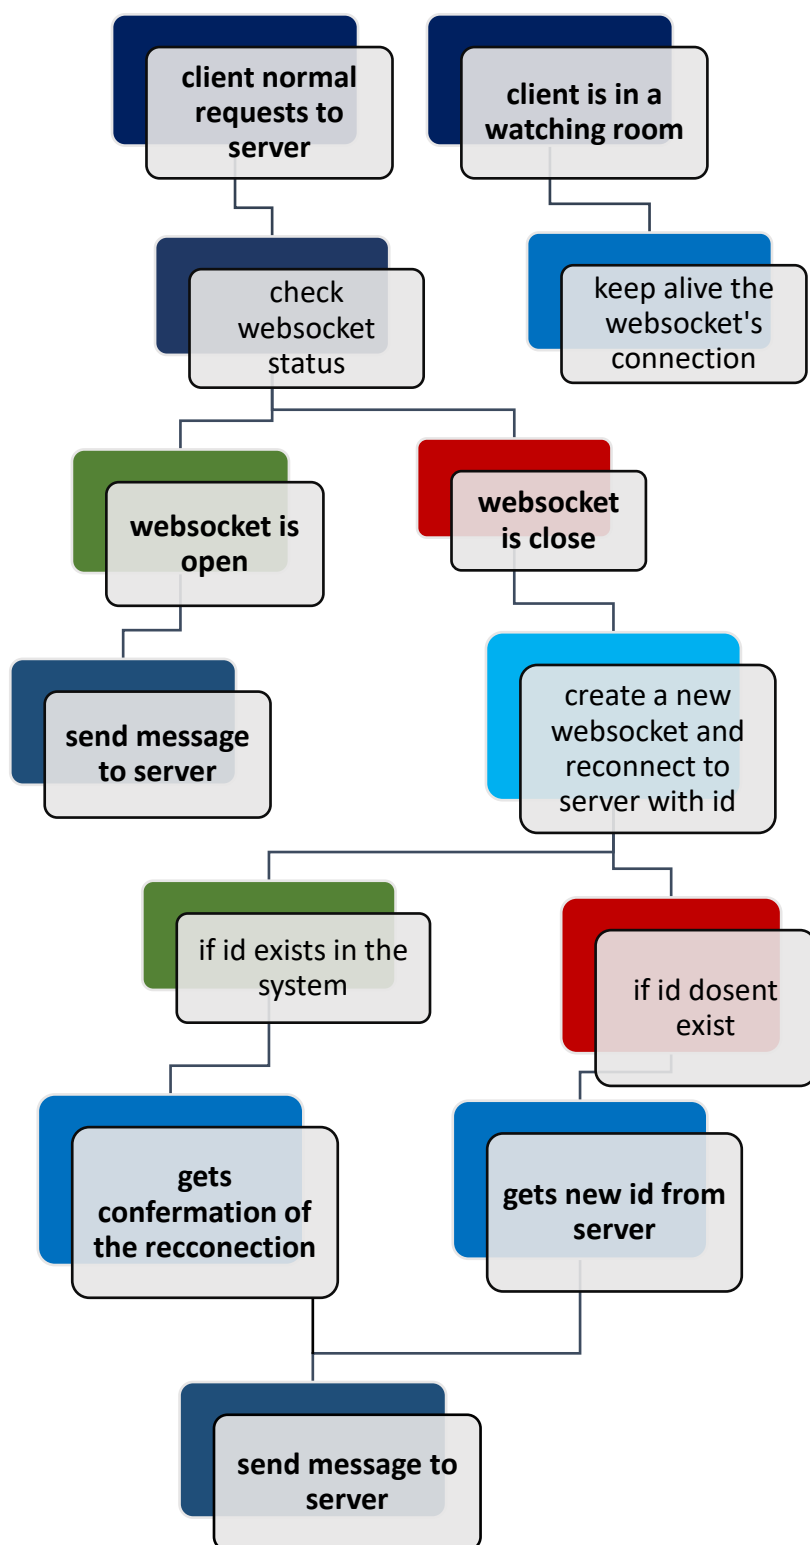 client normal
requests to
server
client is in a
watching room
check
websocket
status
keep alive the
websocket's
connection
websocket is
open
websocket
is close
send message
to server
create a new
websocket and
reconnect to
server with id
if id exists in the
system
if id dosent
exist
gets
confermation of
the recconection
gets new id from
server
send message to
server